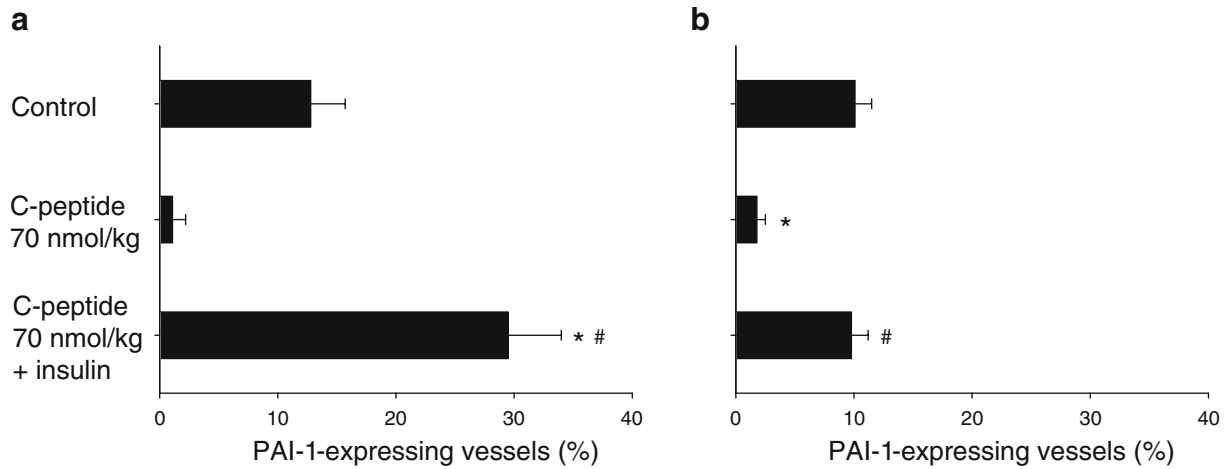 a
b
Control
C-peptide
70 nmol/kg
*
C-peptide
70 nmol/kg
+ insulin
* #
#
0 10 20 30 40
0 10 20 30 40
PAI-1-expressing vessels (%)
PAI-1-expressing vessels (%)